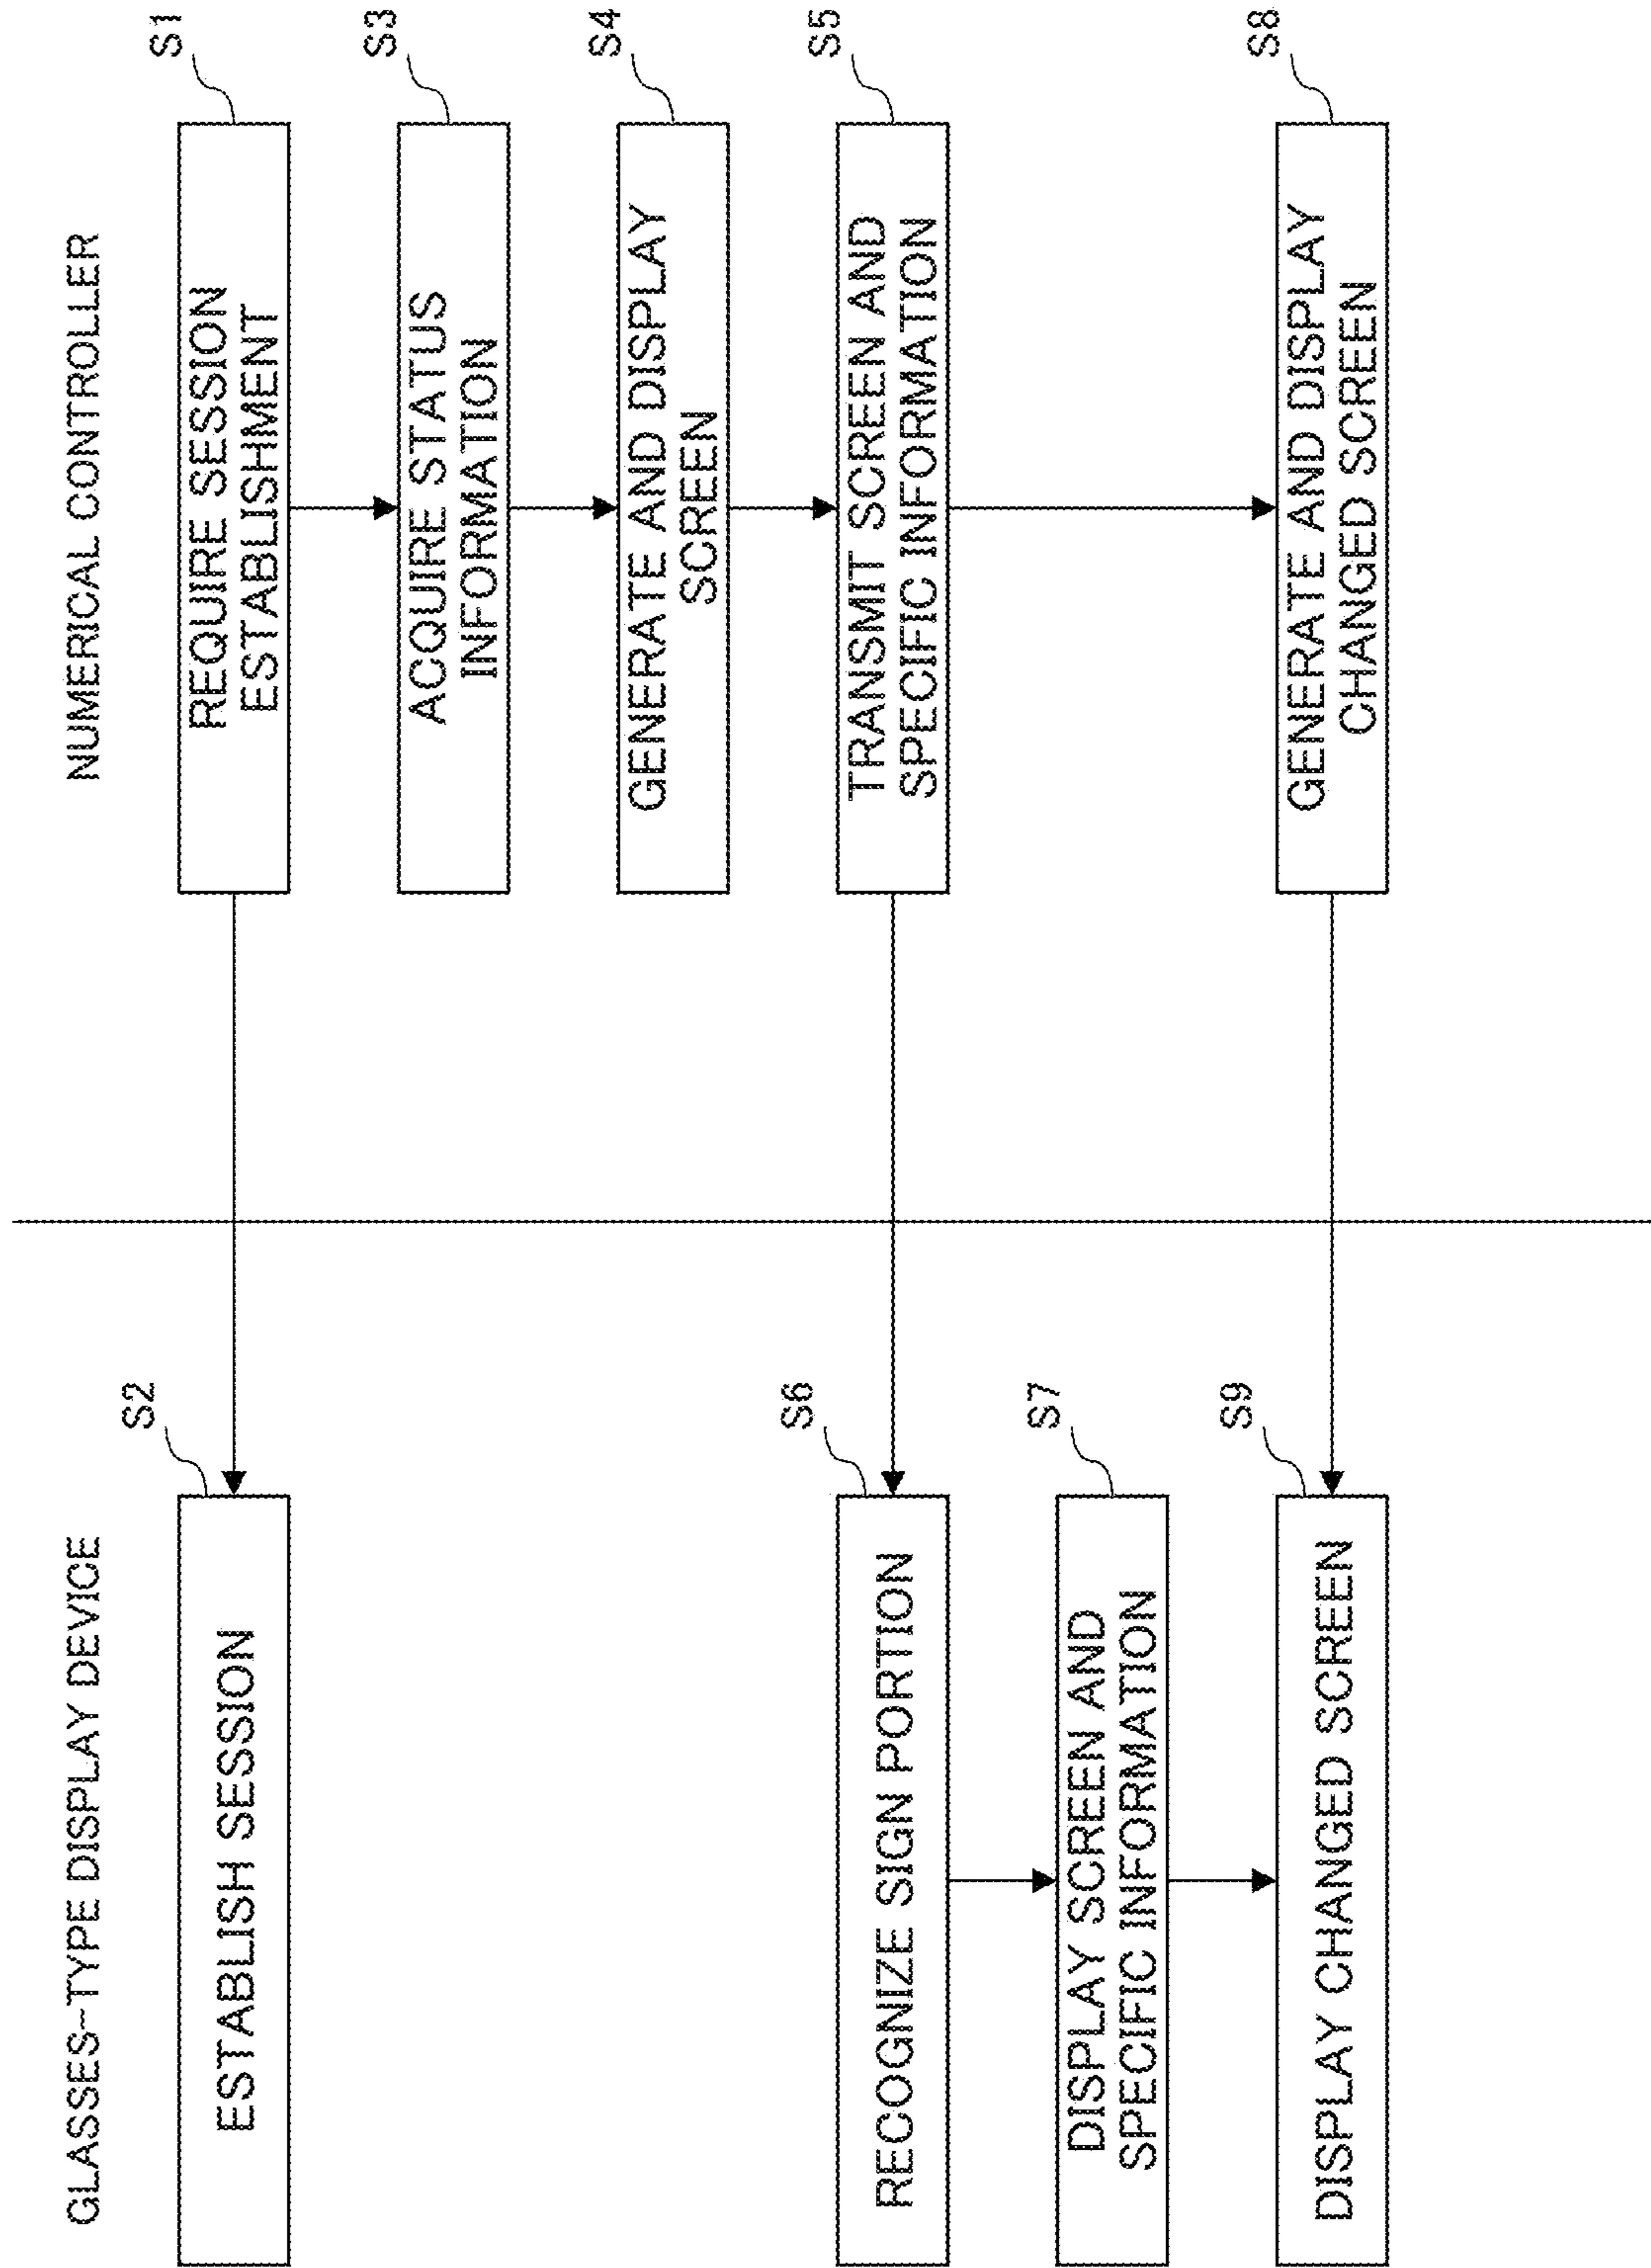 GLASSES-TYPE DISPLAY DEVICE
NUMERICAL CONTROLLER
S1
REQUIRE SESSION
ESTABLISHMENT
S2
ESTABLISH SESSION
S3
ACQUIRE STATUS
INFORMATION
S4
GENERATE AND DISPLAY
SCREEN
S5
TRANSMIT SCREEN AND
SPECIFIC INFORMATION
S6
RECOGNIZE SIGN PORTION
S7
DISPLAY SCREEN AND
SPECIFIC INFORMATION
S8
GENERATE AND DISPLAY
CHANGED SCREEN
S9
DISPLAY CHANGED SCREEN